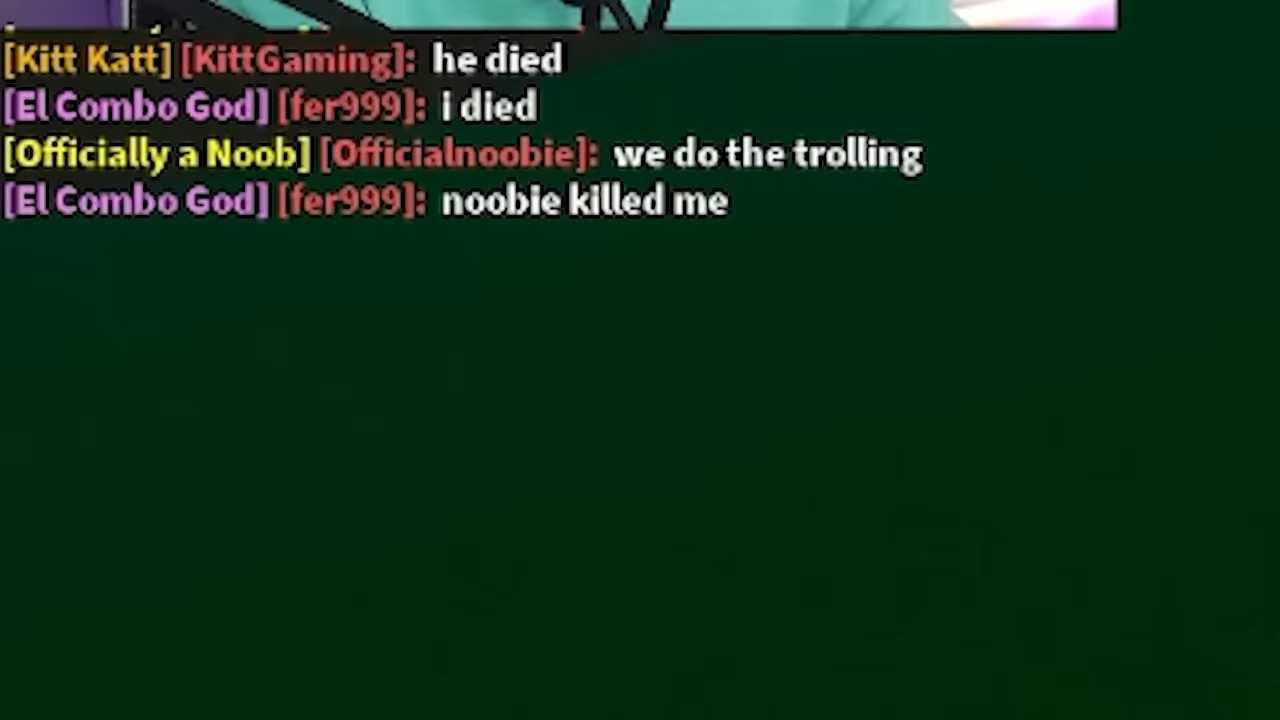 [Kitt Katt] [KittGaming]: he died
[El Combo God] [fer999]: i died
[Officially a Noob] [Officialnoobie]: we do the trolling
[El Combo God] [fer999]: noobie killed me